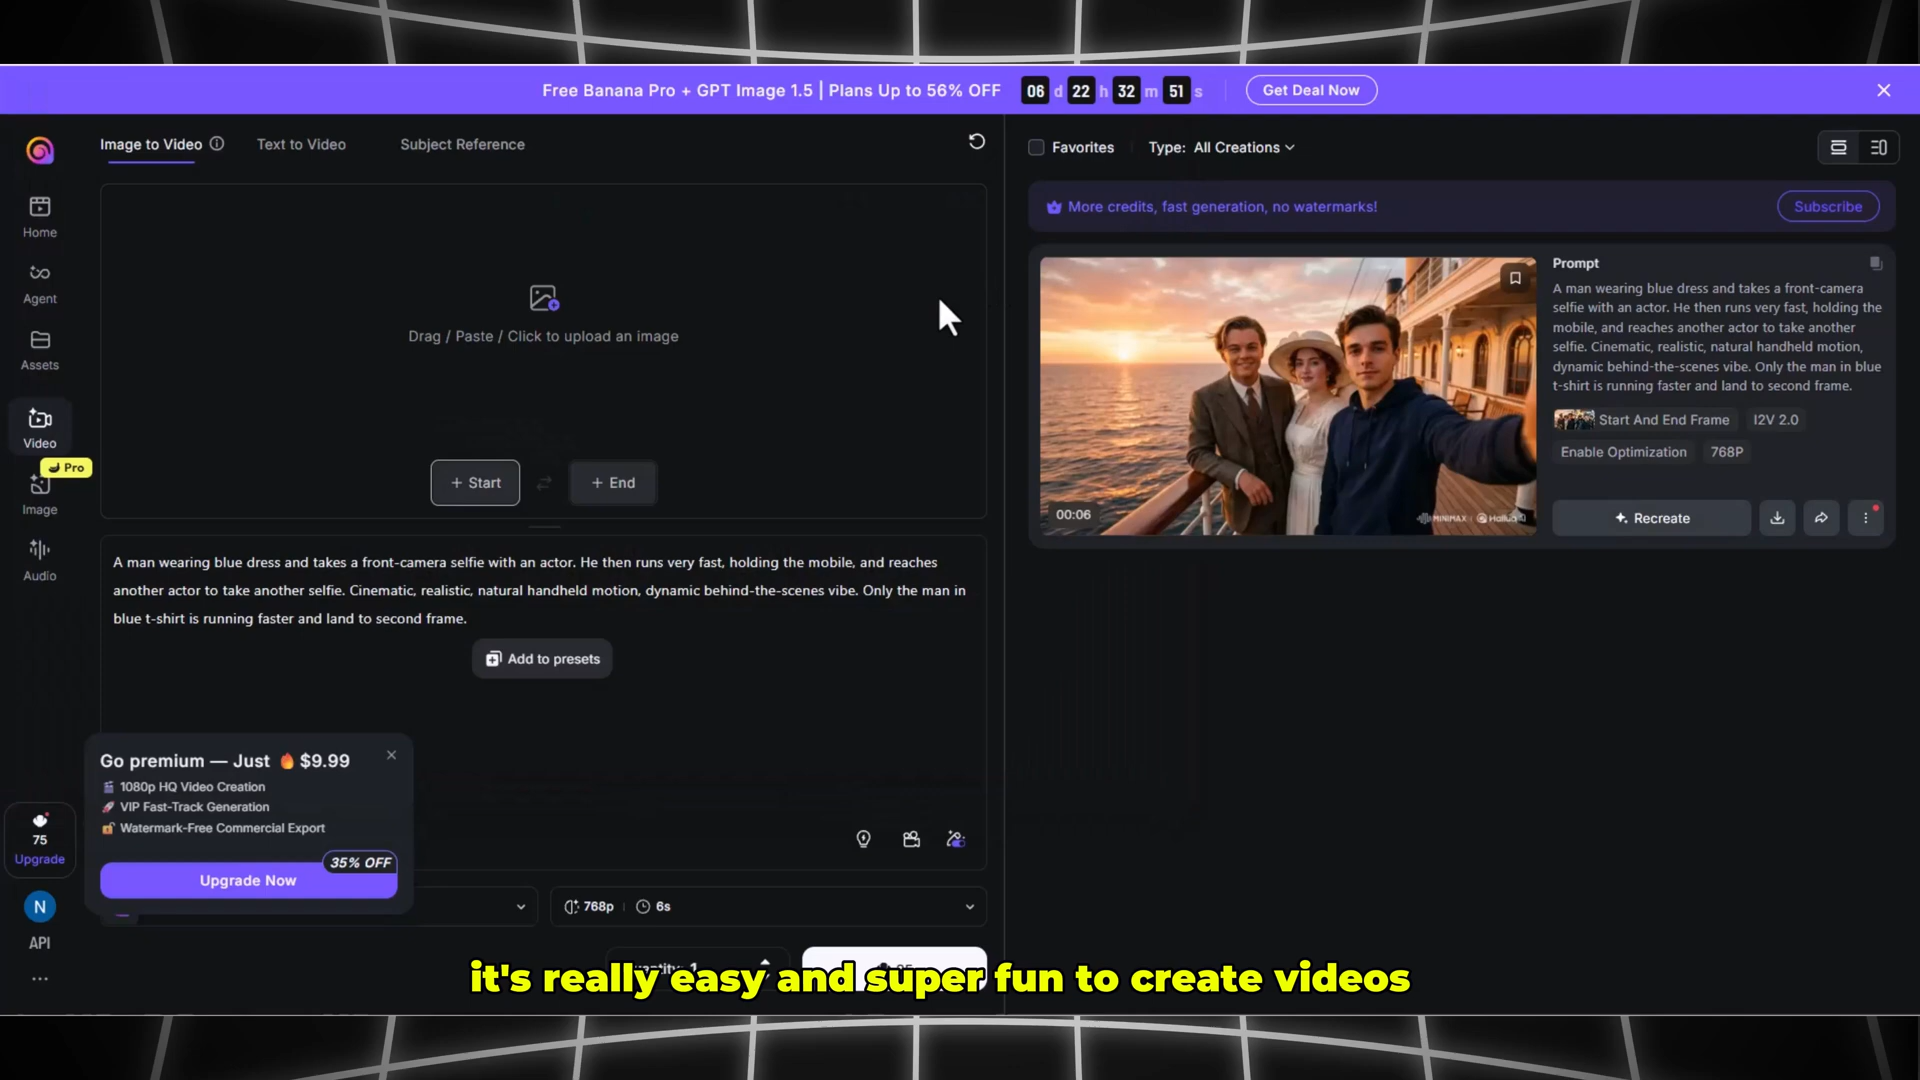 Free Banana Pro + GPT Image 1.5 | Plans Up to 56% OFF 06 d 22 h 32 m 51 s Get Deal Now
Image to Video Text to Video Subject Reference
Favorites Type: All Creations
Home
Agent
Assets
Video
Pro
Image
Audio
75
Upgrade
N
API
Drag / Paste / Click to upload an image
+ Start + End
A man wearing blue dress and takes a front-camera selfie with an actor. He then runs very fast, holding the mobile, and reaches
another actor to take another selfie. Cinematic, realistic, natural handheld motion, dynamic behind-the-scenes vibe. Only the man in
blue t-shirt is running faster and land to second frame.
Add to presets
Go premium — Just 🔥 $9.99
1080p HQ Video Creation
VIP Fast-Track Generation
Watermark-Free Commercial Export
35% OFF
Upgrade Now
768p 6s
More credits, fast generation, no watermarks! Subscribe
00:06
MINIMAX
Prompt
A man wearing blue dress and takes a front-camera
selfie with an actor. He then runs very fast, holding the
mobile, and reaches another actor to take another
selfie. Cinematic, realistic, natural handheld motion,
dynamic behind-the-scenes vibe. Only the man in blue
t-shirt is running faster and land to second frame.
Start And End Frame I2V 2.0
Enable Optimization 768P
Recreate
it's really easy and super fun to create videos